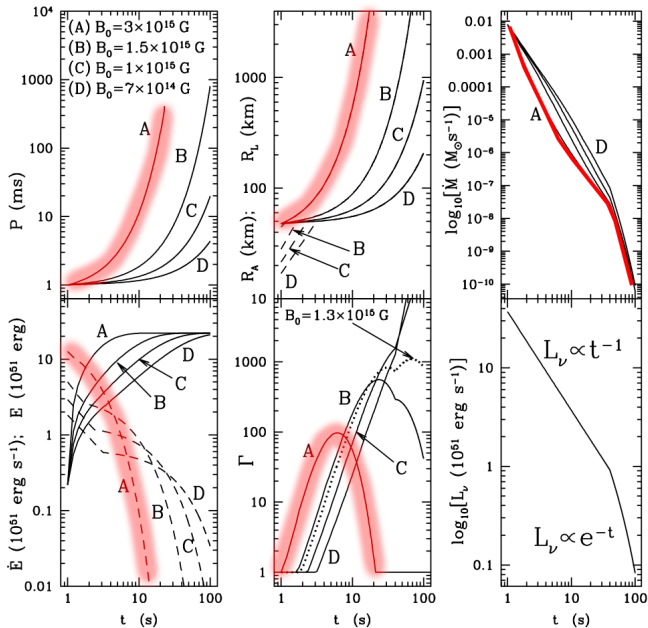 (A) B₀=3×10¹⁵ G
(B) B₀=1.5×10¹⁵ G
(C) B₀=1×10¹⁵ G
(D) B₀=7×10¹⁴ G
10⁴
1000
100
10
1
P (ms)
A
B
C
D
1000
100
R_A (km); R_L (km)
A
B
C
D
B
C
D
0.01
0.001
0.0001
10⁻⁵
10⁻⁶
10⁻⁷
10⁻⁸
10⁻⁹
10⁻¹⁰
log₁₀[Ṁ (M⊙s⁻¹)]
A
D
10
1
0.1
0.01
Ė (10⁵¹ erg s⁻¹); E (10⁵¹ erg)
A
D
C
B
A
B
C
D
1 10 100
t (s)
10
1000
100
10
1
Γ
B₀=1.3×10¹⁵ G
B
A
C
D
1 10 100
t (s)
10
1
0.1
log₁₀[L_ν (10⁵¹ erg s⁻¹)]
L_ν∝t⁻¹
L_ν∝e⁻ᵗ
1 10 100
t (s)